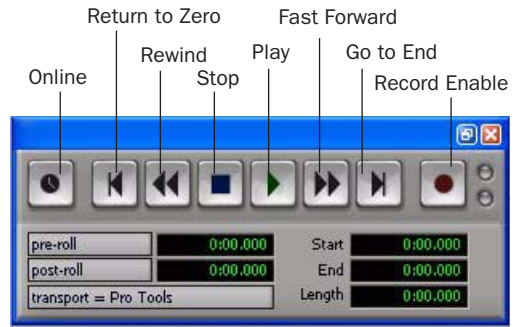 Return to Zero
Fast Forward
Rewind
Play
Go to End
Online
Stop
Record Enable
pre-roll 0:00.000 Start 0:00.000
post-roll 0:00.000 End 0:00.000
transport = Pro Tools Length 0:00.000